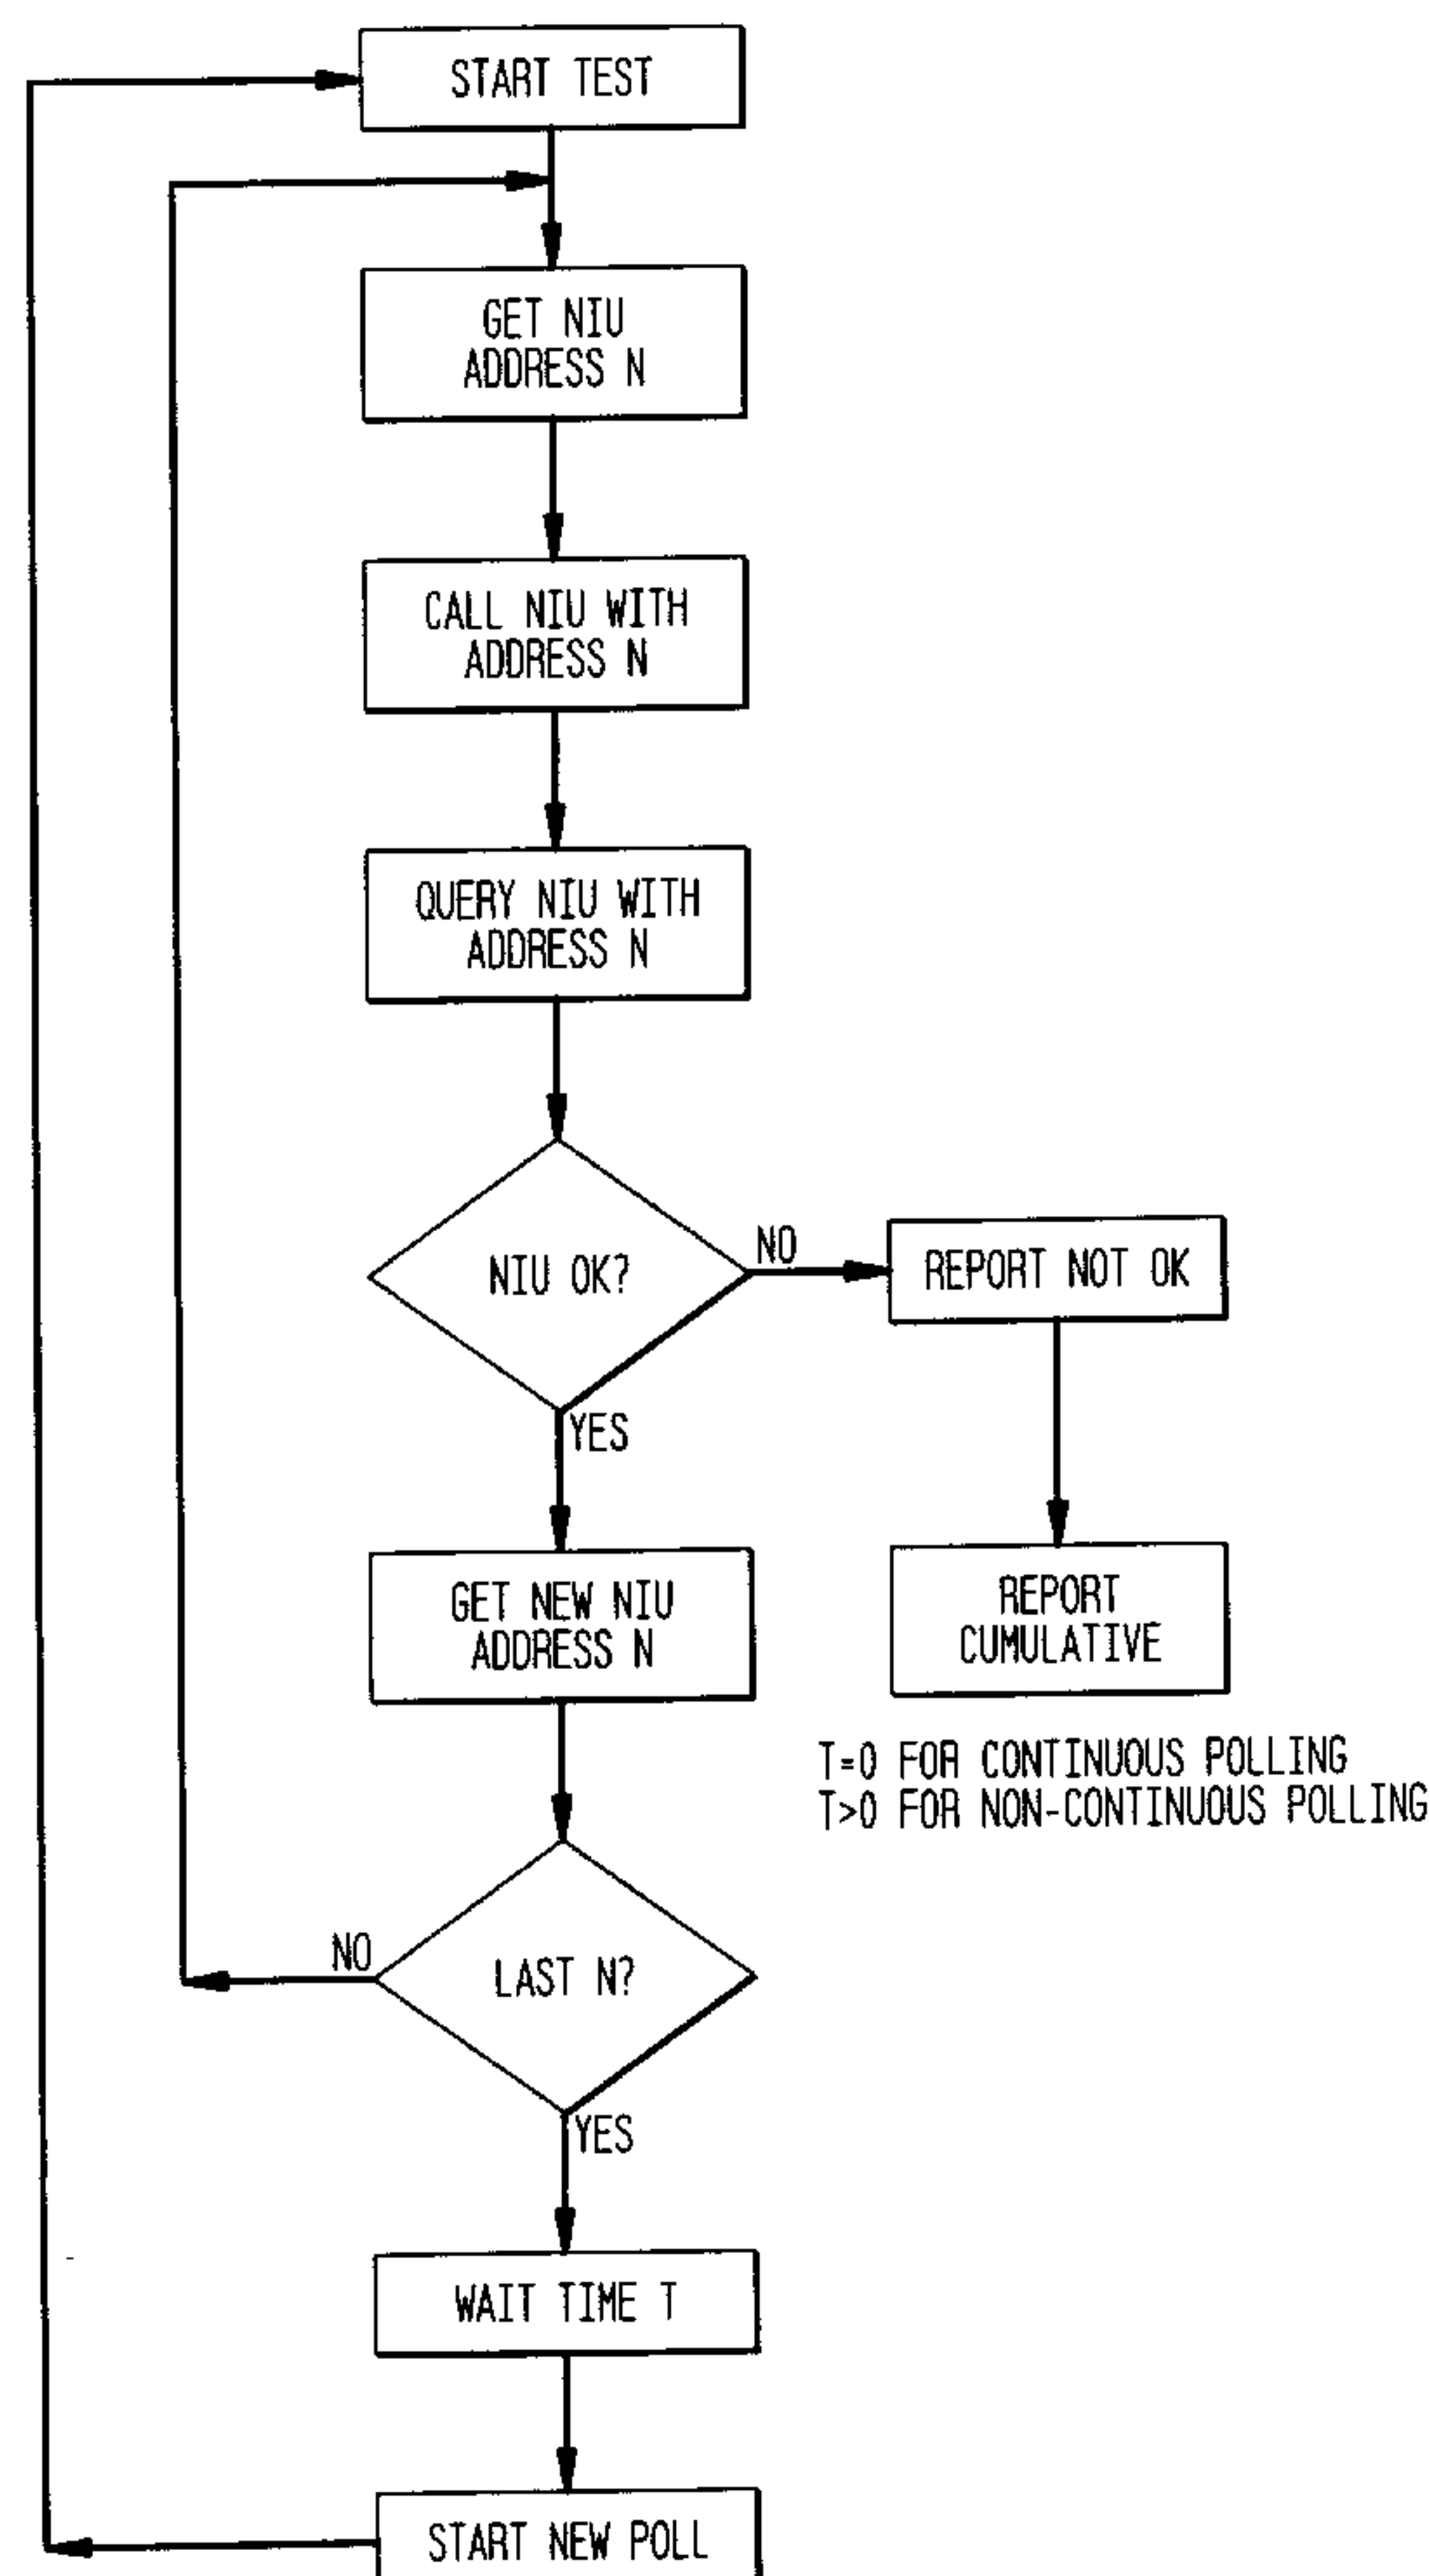 START TEST
GET NIU
ADDRESS N
CALL NIU WITH
ADDRESS N
QUERY NIU WITH
ADDRESS N
NIU OK?
NO
REPORT NOT OK
YES
GET NEW NIU
ADDRESS N
REPORT
CUMULATIVE
T=0 FOR CONTINUOUS POLLING
T>0 FOR NON-CONTINUOUS POLLING
NO
LAST N?
YES
WAIT TIME T
START NEW POLL